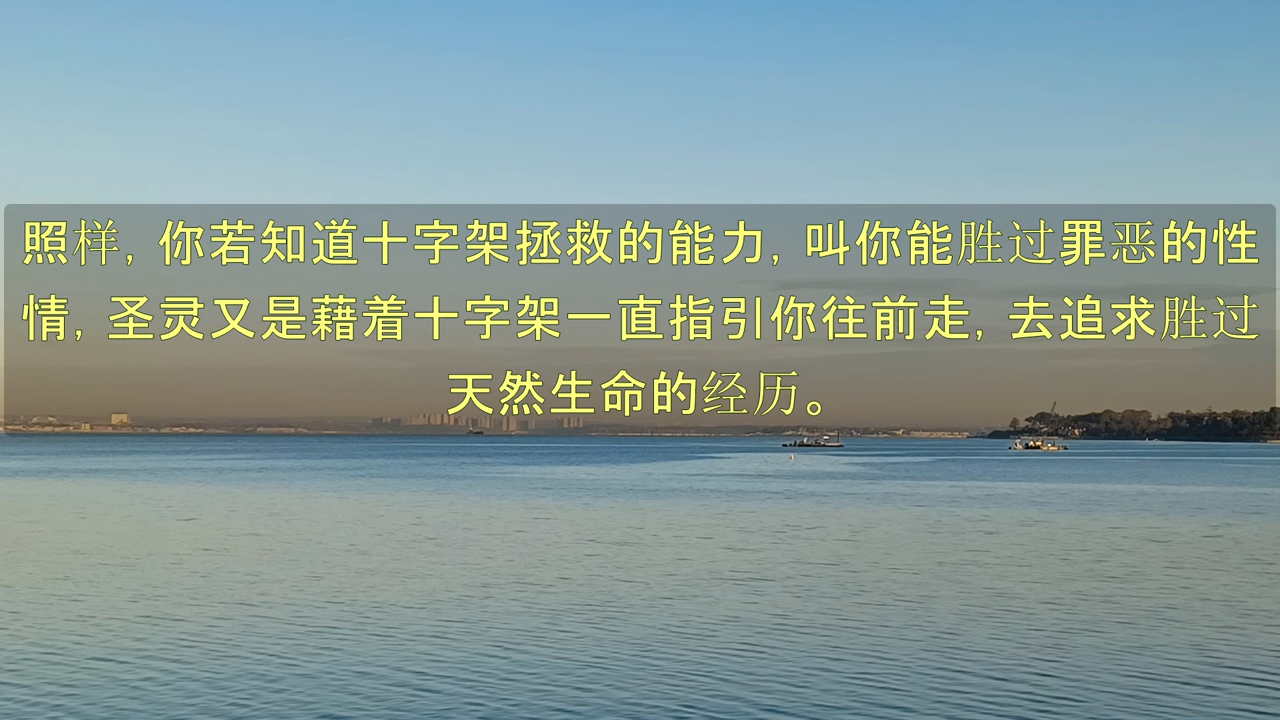 照样, 你若知道十字架拯救的能力, 叫你能胜过罪恶的性
情, 圣灵又是藉着十字架一直指引你往前走, 去追求胜过
天然生命的经历。